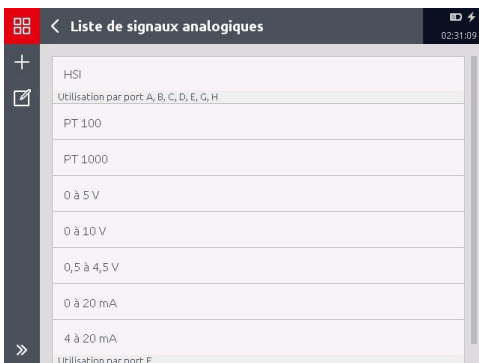 Liste de signaux analogiques
02:31:09
HSI
Utilisation par port A, B, C, D, E, G, H
PT 100
PT 1000
0 à 5 V
0 à 10 V
0,5 à 4,5 V
0 à 20 mA
4 à 20 mA
Utilisation par port F